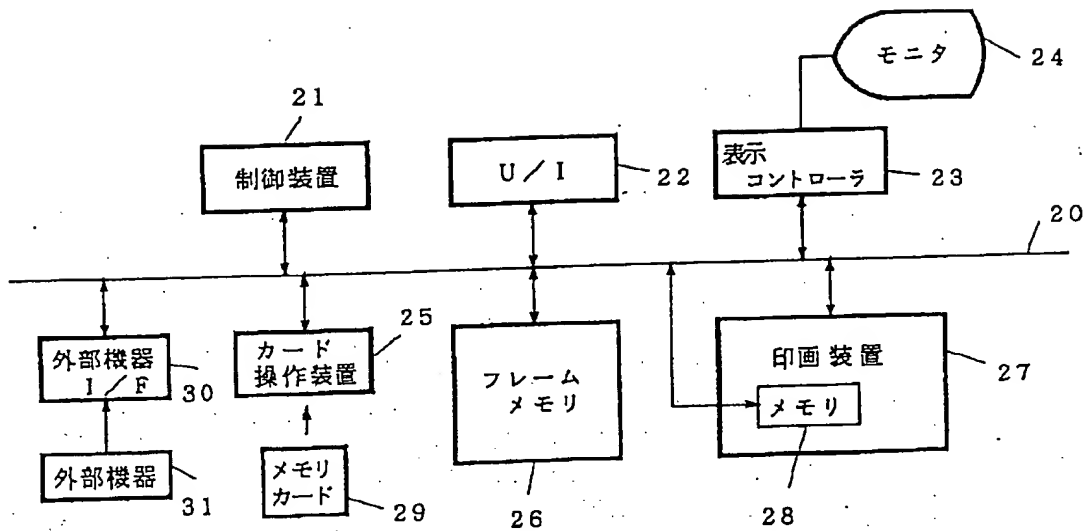 モニタ
24
21
制御装置
U/I
22
表示
コントローラ
23
20
外部機器
I/F
30
カード
操作装置
25
フレーム
メモリ
印画装置
27
メモリ
外部機器
31
メモリ
カード
29
26
28